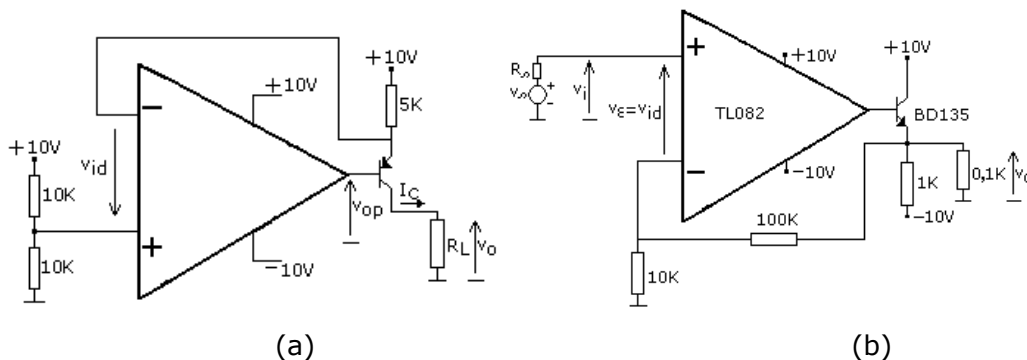 +10V
5K
+10V
−
+10V
v_id
10K
+
10K
−10V
v_op
I_C
R_L
v_o
(a)
+
+10V
+10V
R_s
v_s
+
-
v_i
v_ε=v_id
TL082
BD135
−
−10V
1K
0,1K
−10V
100K
10K
(b)